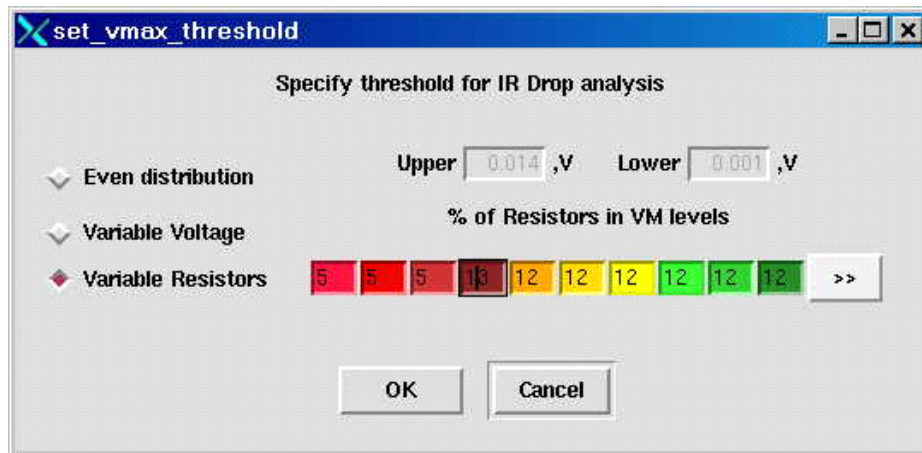 set_vmax_threshold
Specify threshold for IR Drop analysis
Upper 0.014 ,V Lower 0.001 ,V
Even distribution
% of Resistors in VM levels
Variable Voltage
Variable Resistors 5 5 5 13 12 12 12 12 12 12 >>
OK Cancel